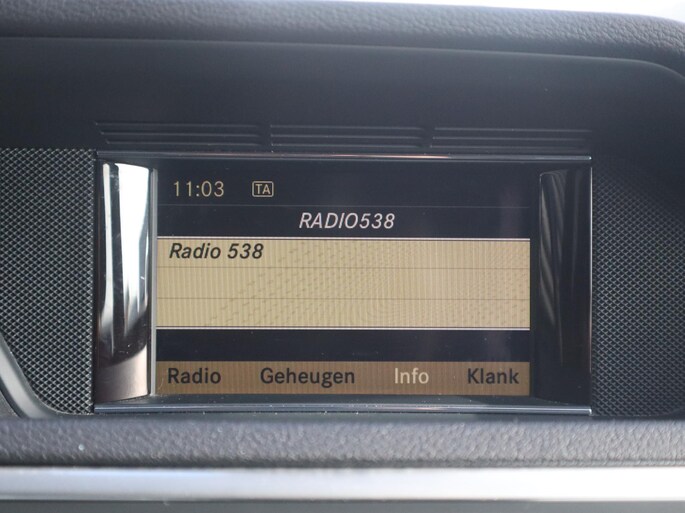 11:03 TA
RADIO538
Radio 538
Radio Geheugen Info Klank